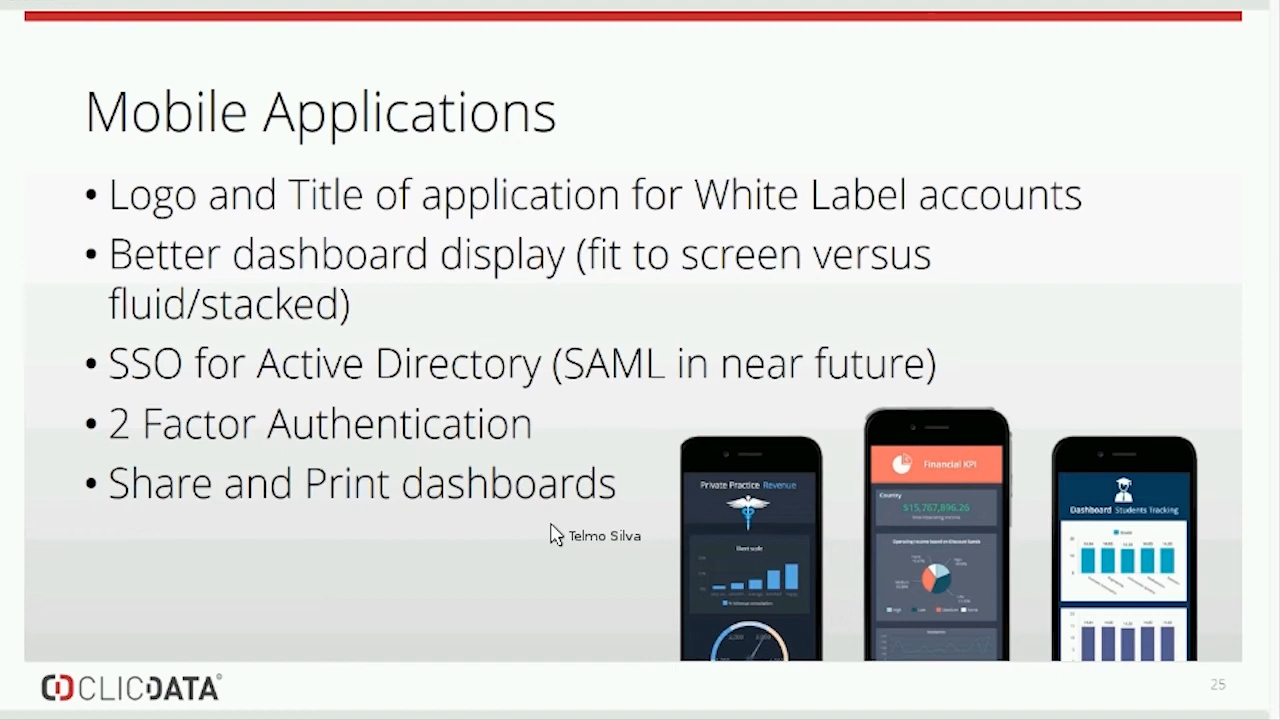 Mobile Applications
• Logo and Title of application for White Label accounts
• Better dashboard display (fit to screen versus
fluid/stacked)
• SSO for Active Directory (SAML in near future)
• 2 Factor Authentication
• Share and Print dashboards
Telmo Silva
Private Practice Revenue
Financial KPI
Country
$15,767,896.26
Dashboard Students Tracking
CLICDATA
25